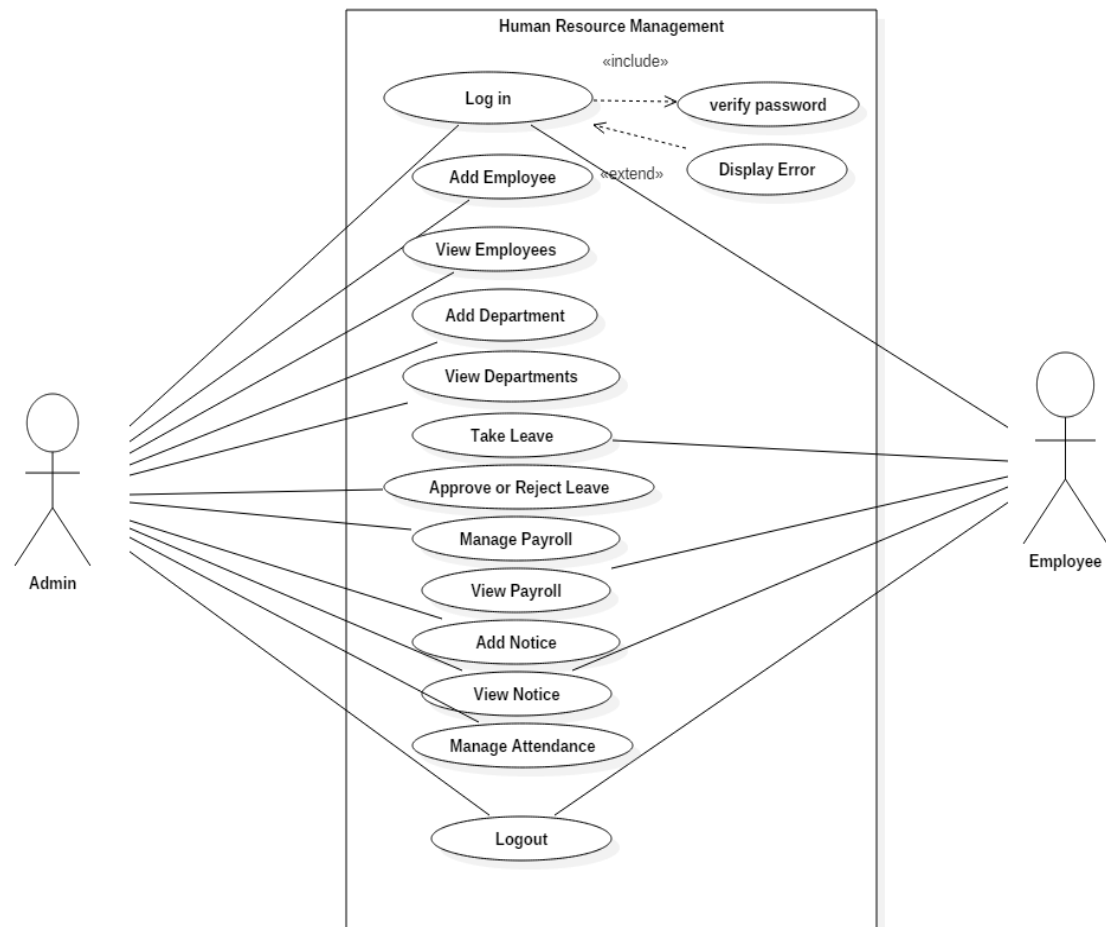 Human Resource Management
«include»
Log in
verify password
Add Employee
«extend»
Display Error
View Employees
Add Department
View Departments
Take Leave
Approve or Reject Leave
Manage Payroll
View Payroll
Add Notice
View Notice
Manage Attendance
Logout
Admin
Employee